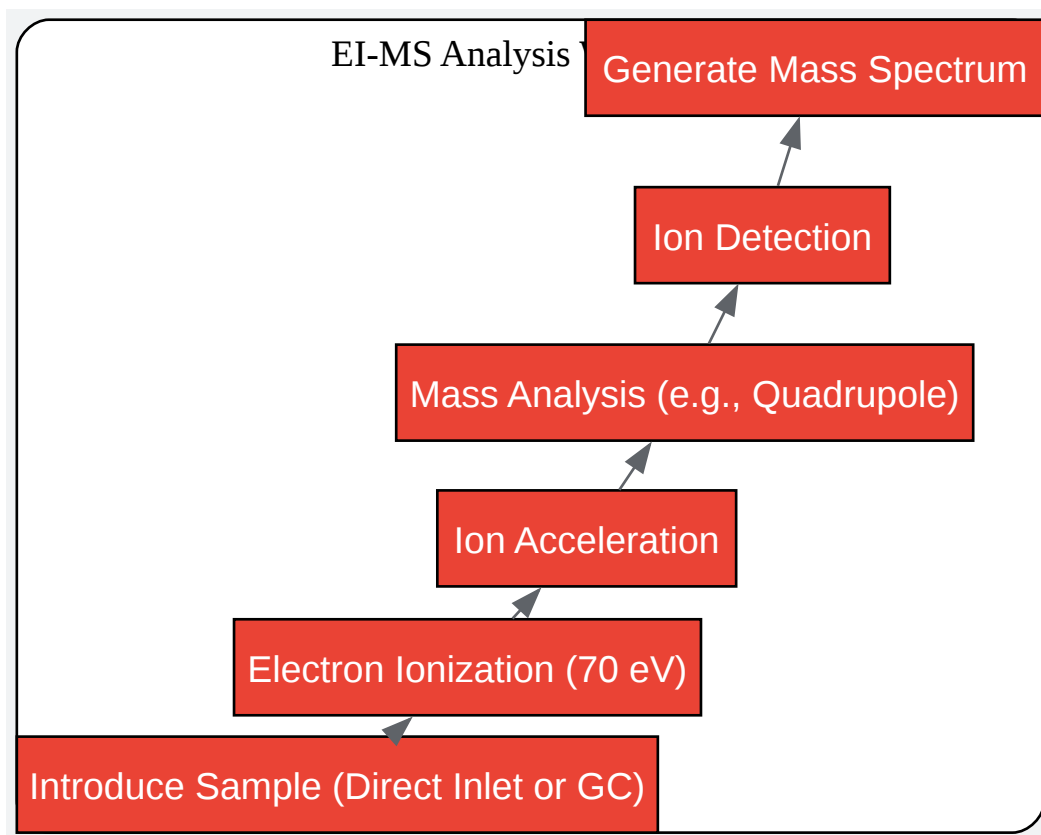 EI-MS Analysis
Generate Mass Spectrum
Ion Detection
Mass Analysis (e.g., Quadrupole)
Ion Acceleration
Electron Ionization (70 eV)
Introduce Sample (Direct Inlet or GC)